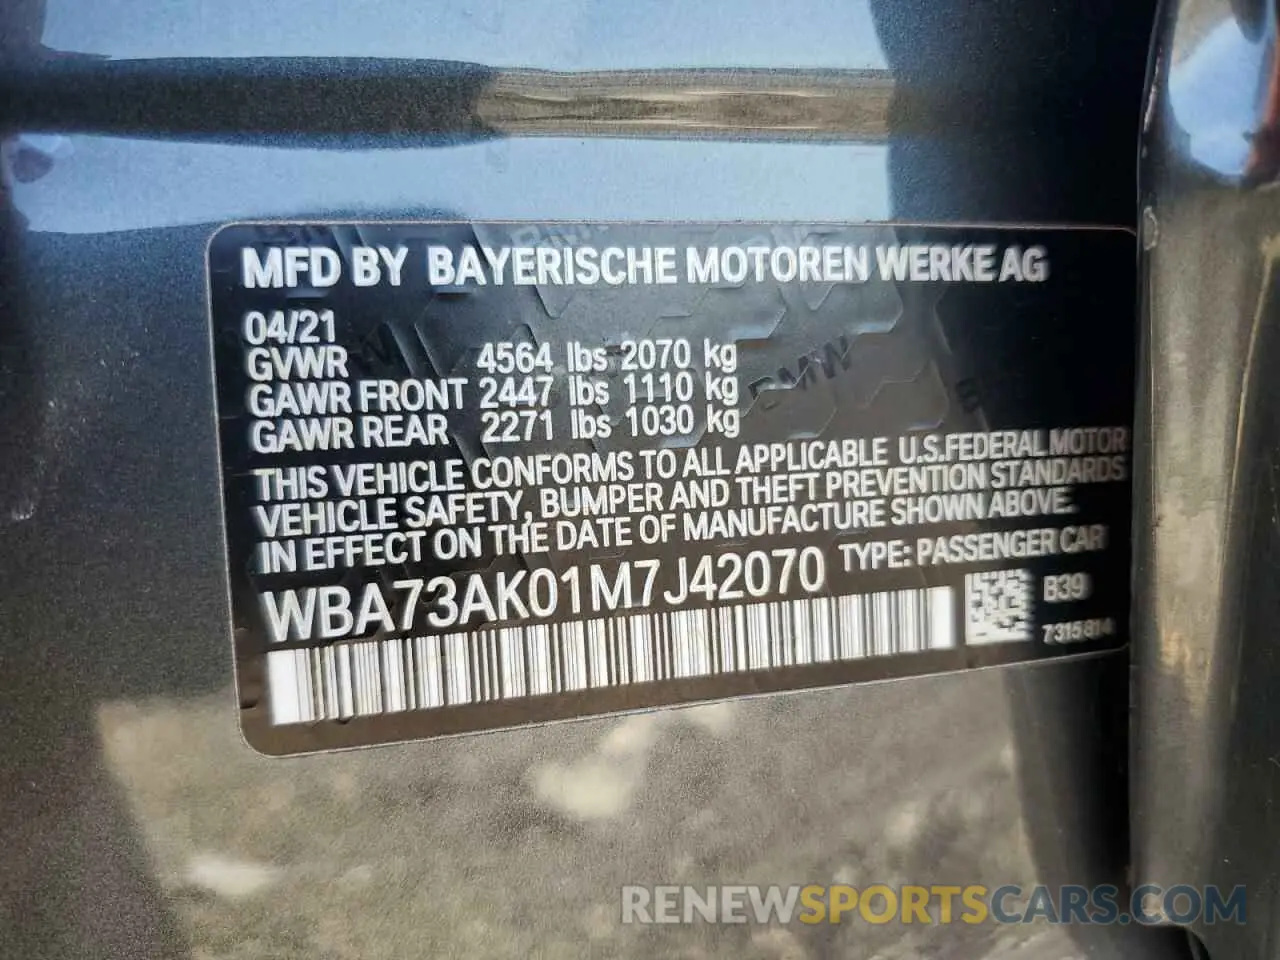 MFD BY BAYERISCHE MOTOREN WERKE AG
04/21
GVWR 4564 lbs 2070 kg
GAWR FRONT 2447 lbs 1110 kg
GAWR REAR 2271 lbs 1030 kg
THIS VEHICLE CONFORMS TO ALL APPLICABLE U.S.FEDERAL MOTOR
VEHICLE SAFETY, BUMPER AND THEFT PREVENTION STANDARDS
IN EFFECT ON THE DATE OF MANUFACTURE SHOWN ABOVE.
WBA73AK01M7J42070 TYPE: PASSENGER CAR
B39
7315814
BMW
RENEWSPORTSCARS.COM